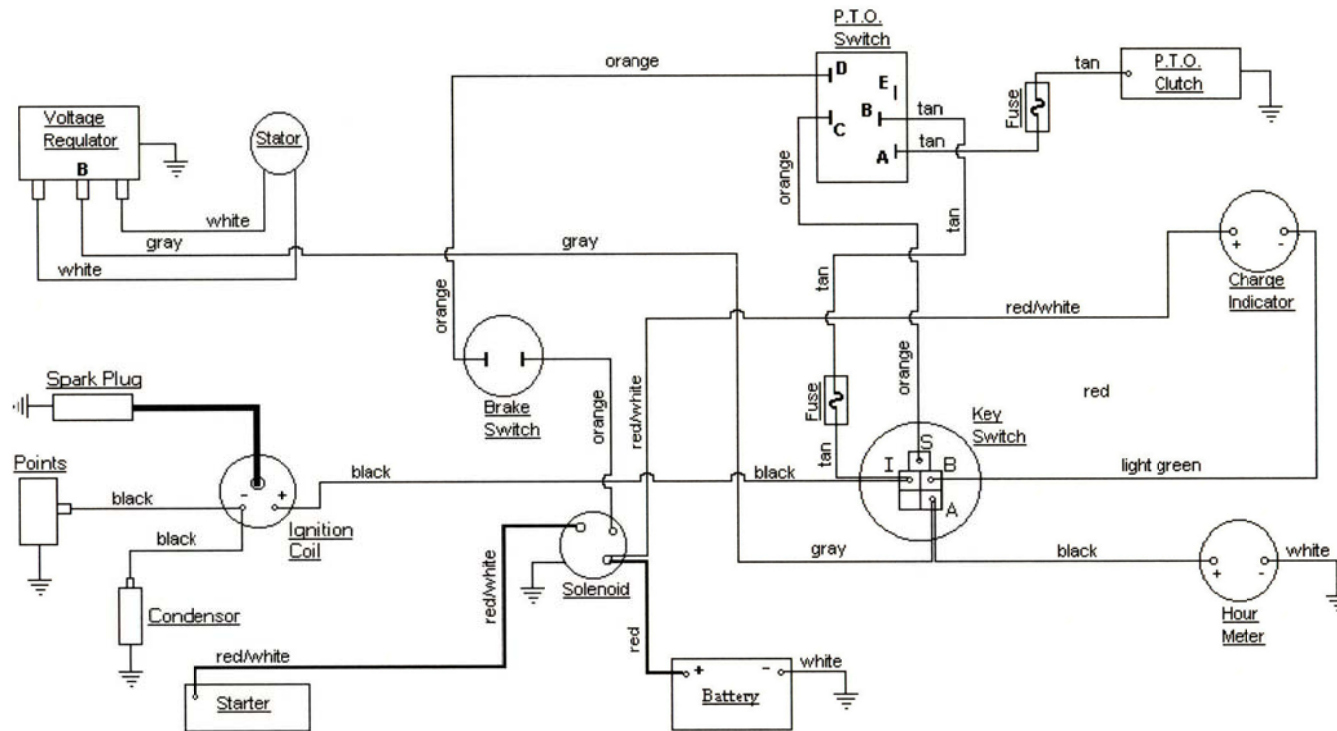 P.T.O.
Switch
orange
D
E
B
C
A
tan
tan
Fuse
tan
P.T.O.
Clutch
Voltage
Regulator
B
Stator
white
gray
white
orange
tan
gray
tan
+ -
Charge
Indicator
orange
red/white
Brake
Switch
orange
red/white
Fuse
orange
red
Key
Switch
Spark Plug
Points
black
- +
Ignition
Coil
black
black
tan
I
S
B
A
light green
black
Condensor
red/white
Solenoid
gray
black
+ -
white
Hour
Meter
red
red/white
Starter
+ -
Battery
white